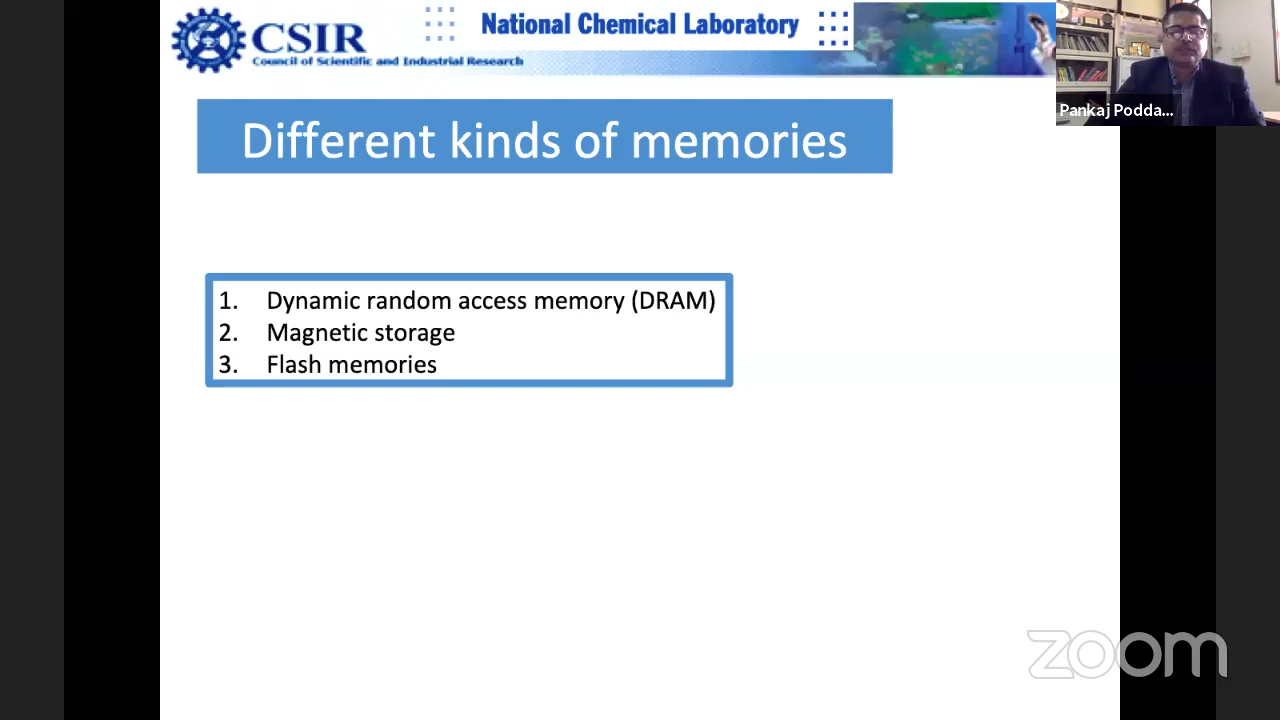 CSIR
Council of Scientific and Industrial Research
National Chemical Laboratory
Pankaj Podda...
Different kinds of memories
1. Dynamic random access memory (DRAM)
2. Magnetic storage
3. Flash memories
zoom